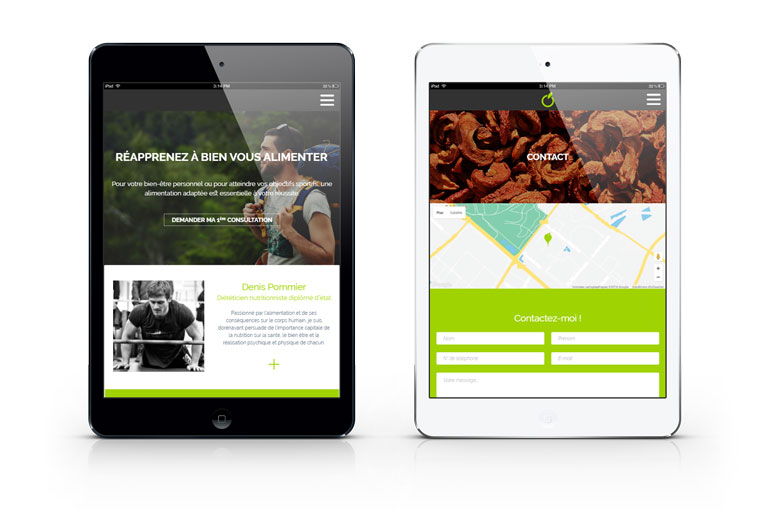 iPad 3:14 PM
RÉAPPRENEZ À BIEN VOUS ALIMENTER
Pour votre bien-être personnel ou pour atteindre vos objectifs sportifs, une
alimentation adaptée est essentielle à votre réussite.
DEMANDER MA 1ÈRE CONSULTATION
Denis Pommier
Diététicien nutritionniste diplômé d'état
Passionné par l'alimentation et de ses
conséquences sur le corps humain, je suis
dorénavant persuadé de l'importance capitale de
la nutrition sur la santé, le bien être et la
réalisation psychique et physique de chacun
iPad 3:14 PM
CONTACT
Plan Satellite
Google
Contactez-moi !
Nom Prénom
N° de téléphone E-mail
Votre message...